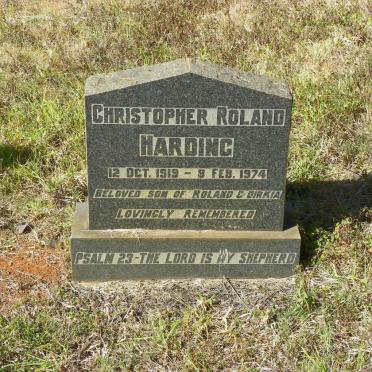 CHRISTOPHER ROLAND
HARDING
12 OCT. 1919 - 8 FEB. 1974
BELOVED SON OF ROLAND & BIRKIA
LOVINGLY REMEMBERED
PSALM 23-THE LORD IS MY SHEPHERD